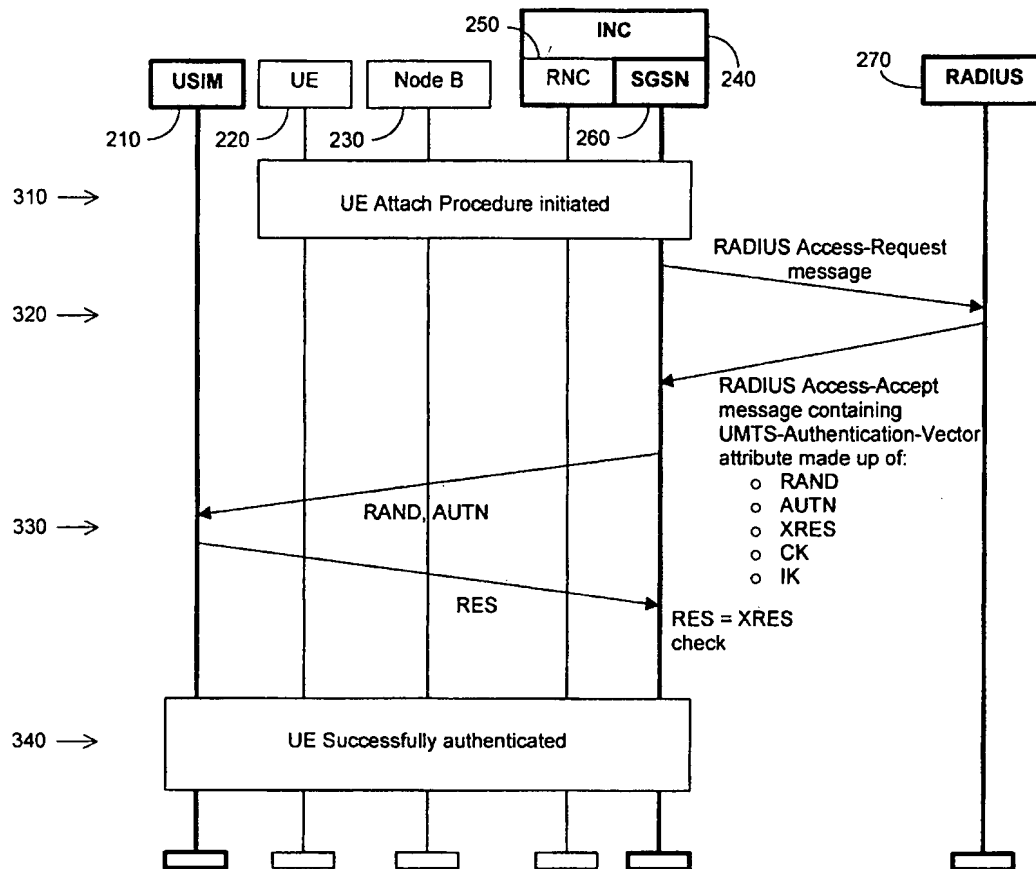 250
INC
240
270
USIM
UE
Node B
RNC
SGSN
RADIUS
210
220
230
260
310
UE Attach Procedure initiated
RADIUS Access-Request
message
320
RADIUS Access-Accept
message containing
UMTS-Authentication-Vector
attribute made up of:
o RAND
o AUTN
o XRES
o CK
o IK
RAND, AUTN
330
RES
RES = XRES
check
340
UE Successfully authenticated